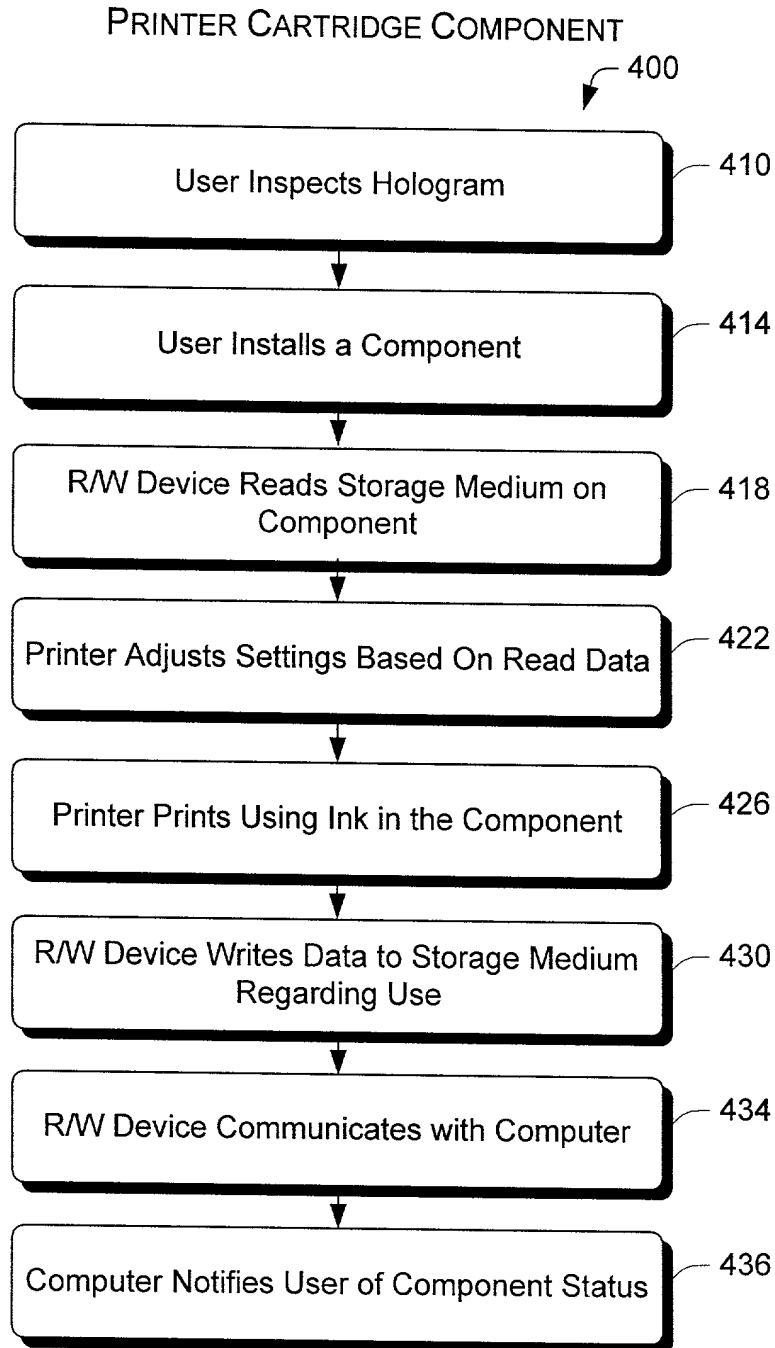 PRINTER CARTRIDGE COMPONENT
400
User Inspects Hologram
410
User Installs a Component
414
R/W Device Reads Storage Medium on
Component
418
Printer Adjusts Settings Based On Read Data
422
Printer Prints Using Ink in the Component
426
R/W Device Writes Data to Storage Medium
Regarding Use
430
R/W Device Communicates with Computer
434
Computer Notifies User of Component Status
436